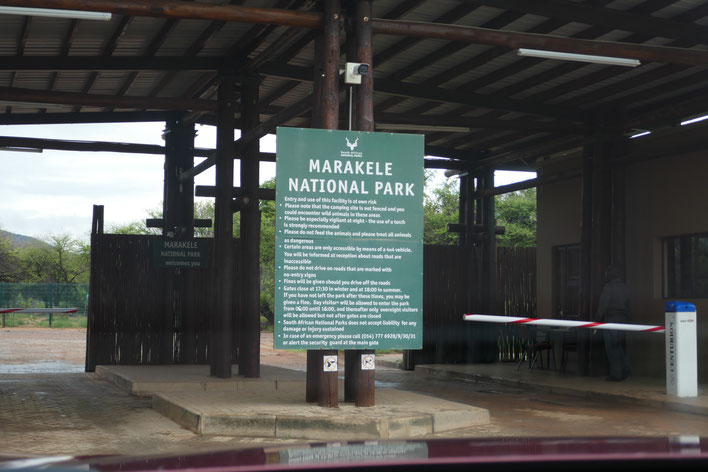 South African
NATIONAL PARKS
MARAKELE
NATIONAL PARK
• Entry and use of this facility is at own risk
• Please note that the camping site is not fenced and you
could encounter wild animals in these areas
• Please be especially vigilant at night - the use of a torch
is strongly recommended
• Please do not feed the animals and please treat all animals
as dangerous
• Certain areas are only accessible by means of a 4x4 vehicle.
You will be informed at reception about roads that are
inaccessible
• Please do not drive on roads that are marked with
no-entry signs
• Fines will be given should you drive off the roads
• Gates close at 17:30 in winter and at 18:00 in summer.
If you have not left the park after these times, you may be
given a fine. Day visitors will be allowed to enter the park
from 06:00 until 16:00, and thereafter only overnight visitors
will be allowed but not after gates are closed
• South African National Parks does not accept liability for any
damage or injury sustained
• In case of an emergency please call (014) 777 6928/9/30/31
or alert the security guard at the main gate
MARAKELE
NATIONAL PARK
welcomes you
CENTURION